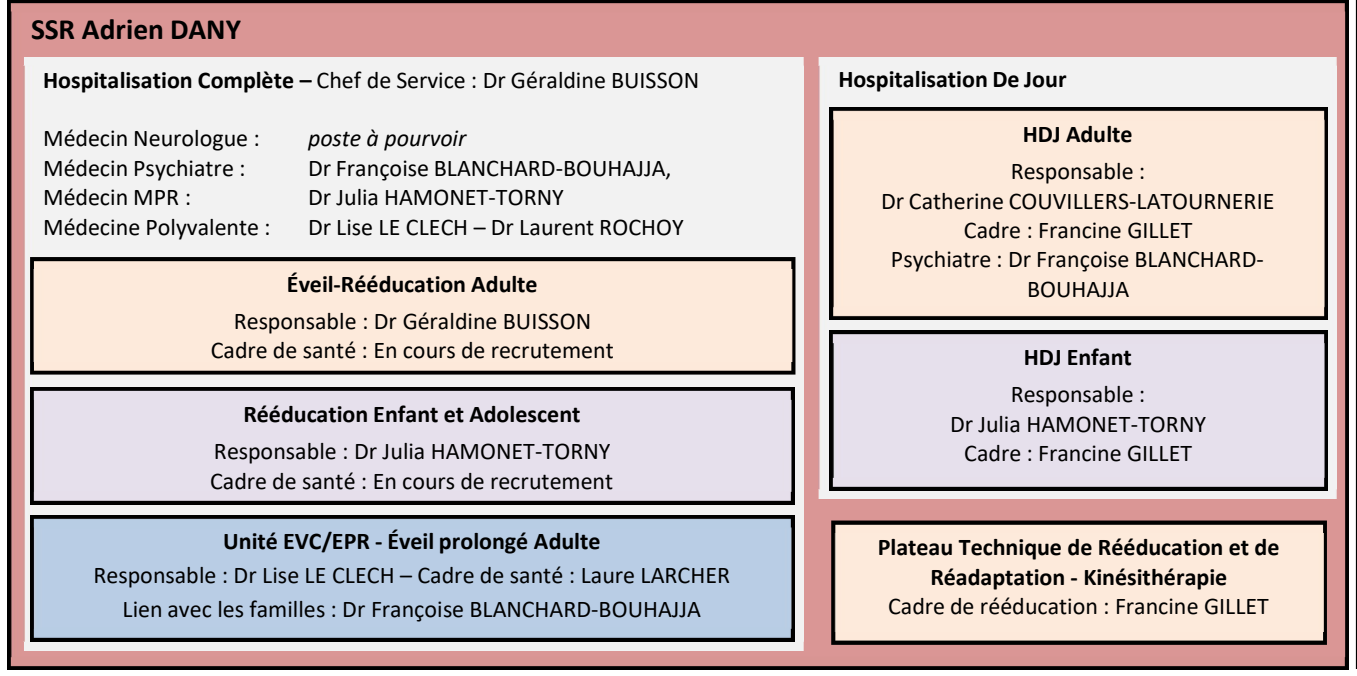 SSR Adrien DANY
Hospitalisation Complète – Chef de Service : Dr Géraldine BUISSON
Médecin Neurologue : poste à pourvoir
Médecin Psychiatre : Dr Françoise BLANCHARD-BOUHAJJA,
Médecin MPR : Dr Julia HAMONET-TORNY
Médecine Polyvalente : Dr Lise LE CLECH – Dr Laurent ROCHOY
Éveil-Rééducation Adulte
Responsable : Dr Géraldine BUISSON
Cadre de santé : En cours de recrutement
Rééducation Enfant et Adolescent
Responsable : Dr Julia HAMONET-TORNY
Cadre de santé : En cours de recrutement
Unité EVC/EPR - Éveil prolongé Adulte
Responsable : Dr Lise LE CLECH – Cadre de santé : Laure LARCHER
Lien avec les familles : Dr Françoise BLANCHARD-BOUHAJJA
Hospitalisation De Jour
HDJ Adulte
Responsable :
Dr Catherine COUVILLERS-LATOURNERIE
Cadre : Francine GILLET
Psychiatre : Dr Françoise BLANCHARD-
BOUHAJJA
HDJ Enfant
Responsable :
Dr Julia HAMONET-TORNY
Cadre : Francine GILLET
Plateau Technique de Rééducation et de
Réadaptation - Kinésithérapie
Cadre de rééducation : Francine GILLET